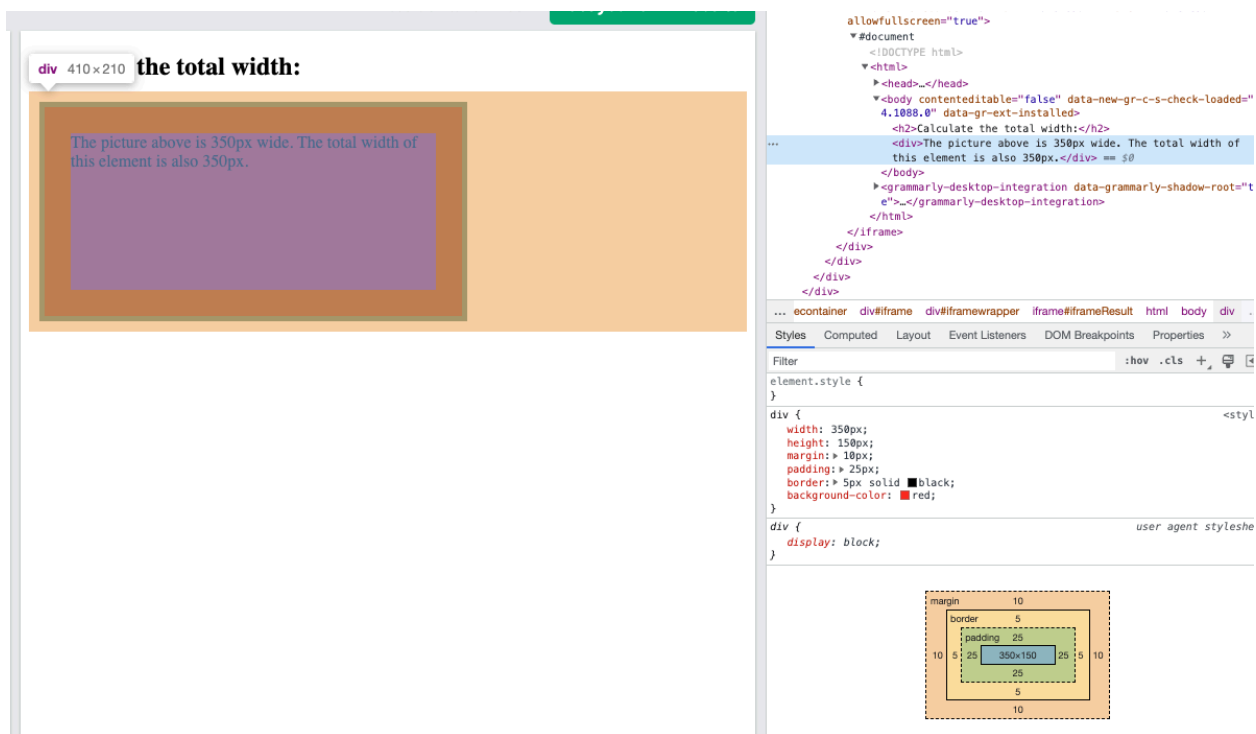 div 410×210
the total width:
The picture above is 350px wide. The total width of
this element is also 350px.
allowfullscreen="true">
▼#document
<!DOCTYPE html>
▼<html>
▶<head>…</head>
▼<body contenteditable="false" data-new-gr-c-s-check-loaded="
4.1088.0" data-gr-ext-installed>
<h2>Calculate the total width:</h2>
… <div>The picture above is 350px wide. The total width of
this element is also 350px.</div> == $0
</body>
▶<grammarly-desktop-integration data-grammarly-shadow-root="t
e">…</grammarly-desktop-integration>
</html>
</iframe>
</div>
</div>
</div>
</div>
… econtainer div#iframe div#iframewrapper iframe#iframeResult html body div
Styles Computed Layout Event Listeners DOM Breakpoints Properties »
Filter :hov .cls +
element.style {
}
div { <styl
width: 350px;
height: 150px;
margin:▶ 10px;
padding:▶ 25px;
border:▶ 5px solid black;
background-color: red;
}
div { user agent styleshe
display: block;
}
margin 10
border 5
padding 25
10 5 25 350×150 25 5 10
25
5
10